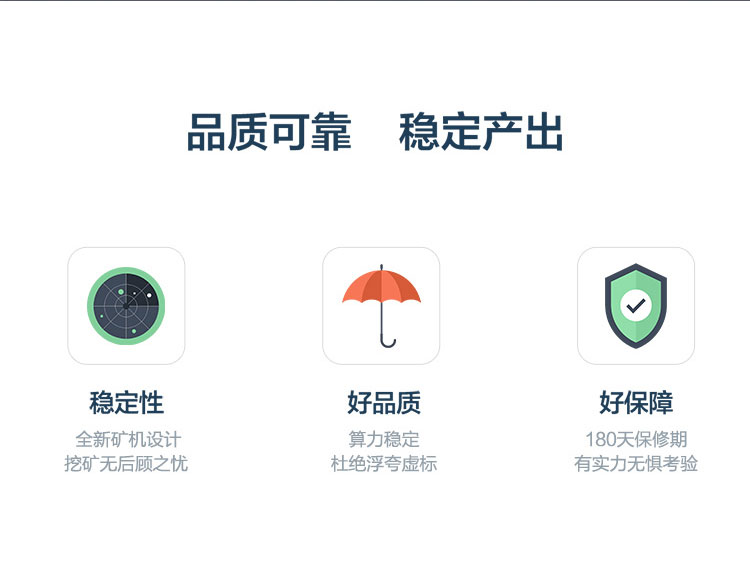 品质可靠 稳定产出
稳定性
全新矿机设计
挖矿无后顾之忧
好品质
算力稳定
杜绝浮夸虚标
好保障
180天保修期
有实力无惧考验